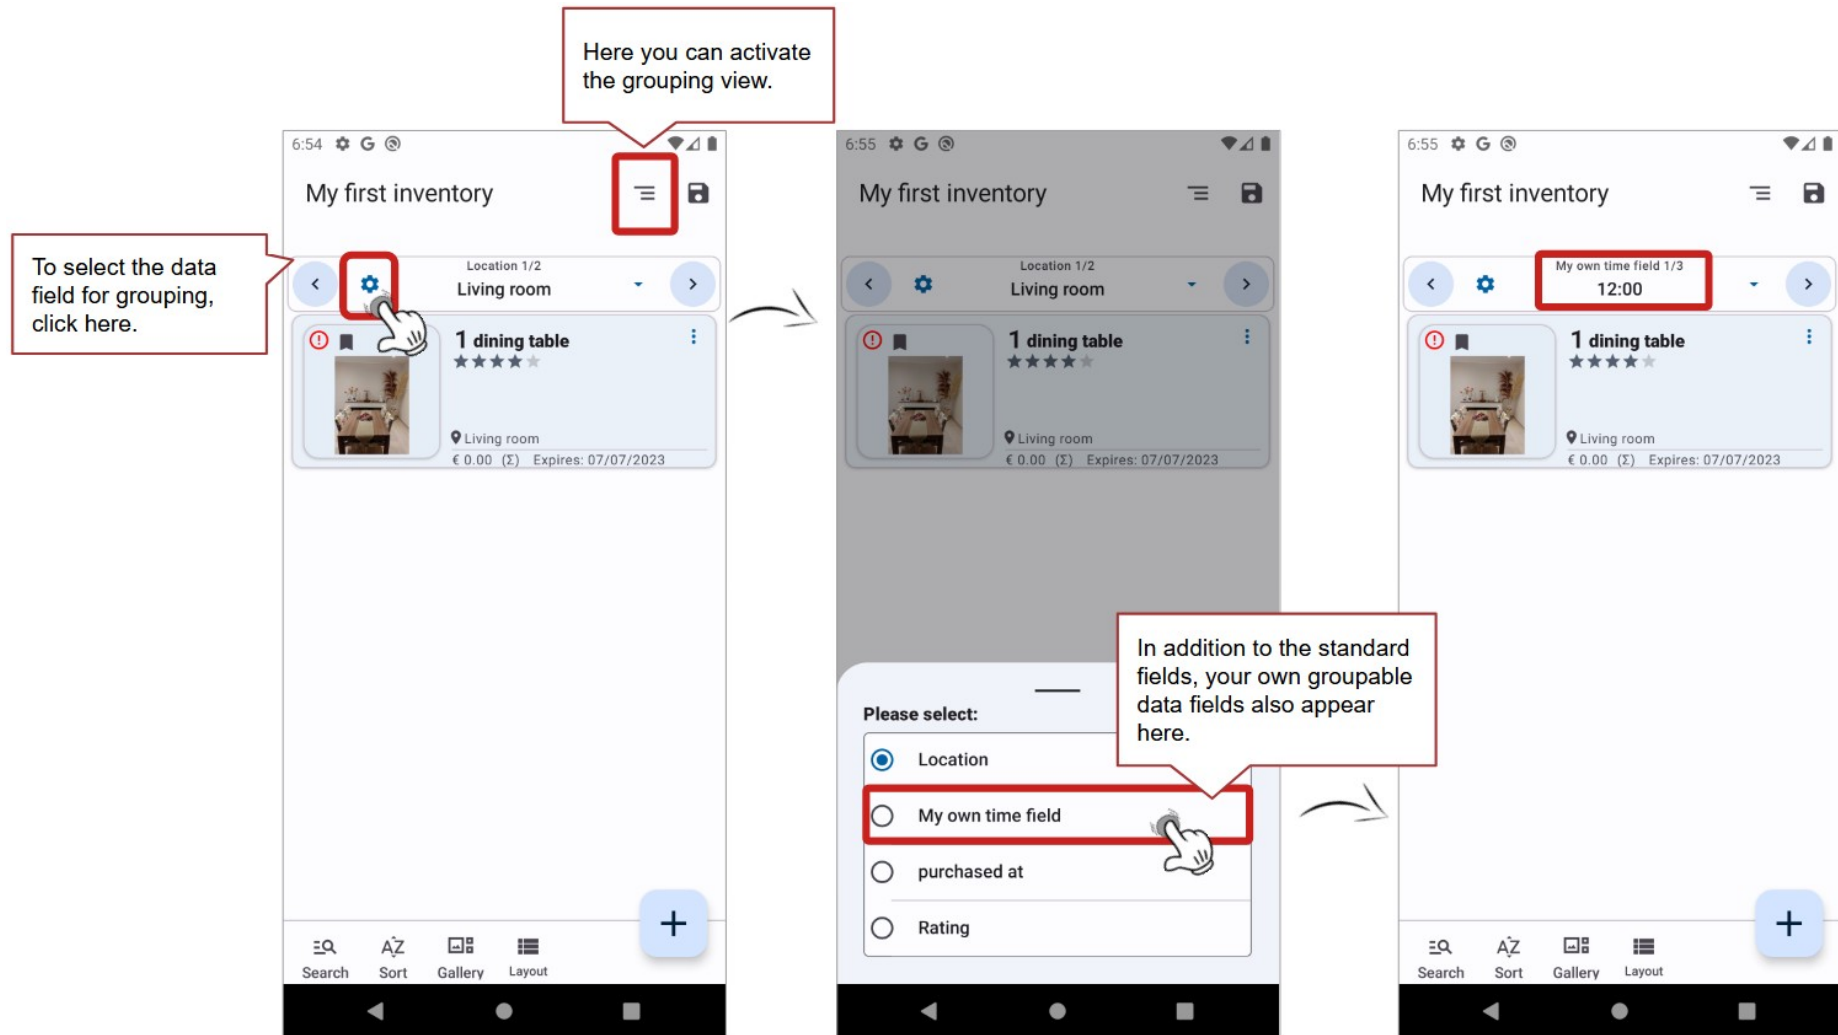 Here you can activate
the grouping view.
To select the data
field for grouping,
click here.
6:54 G
My first inventory
Location 1/2
Living room
1 dining table
Living room
€ 0.00 (Σ) Expires: 07/07/2023
Search Sort Gallery Layout
6:55 G
My first inventory
Location 1/2
Living room
1 dining table
Living room
€ 0.00 (Σ) Expires: 07/07/2023
In addition to the standard
fields, your own groupable
data fields also appear
here.
Please select:
Location
My own time field
purchased at
Rating
6:55 G
My first inventory
My own time field 1/3
12:00
1 dining table
Living room
€ 0.00 (Σ) Expires: 07/07/2023
Search Sort Gallery Layout